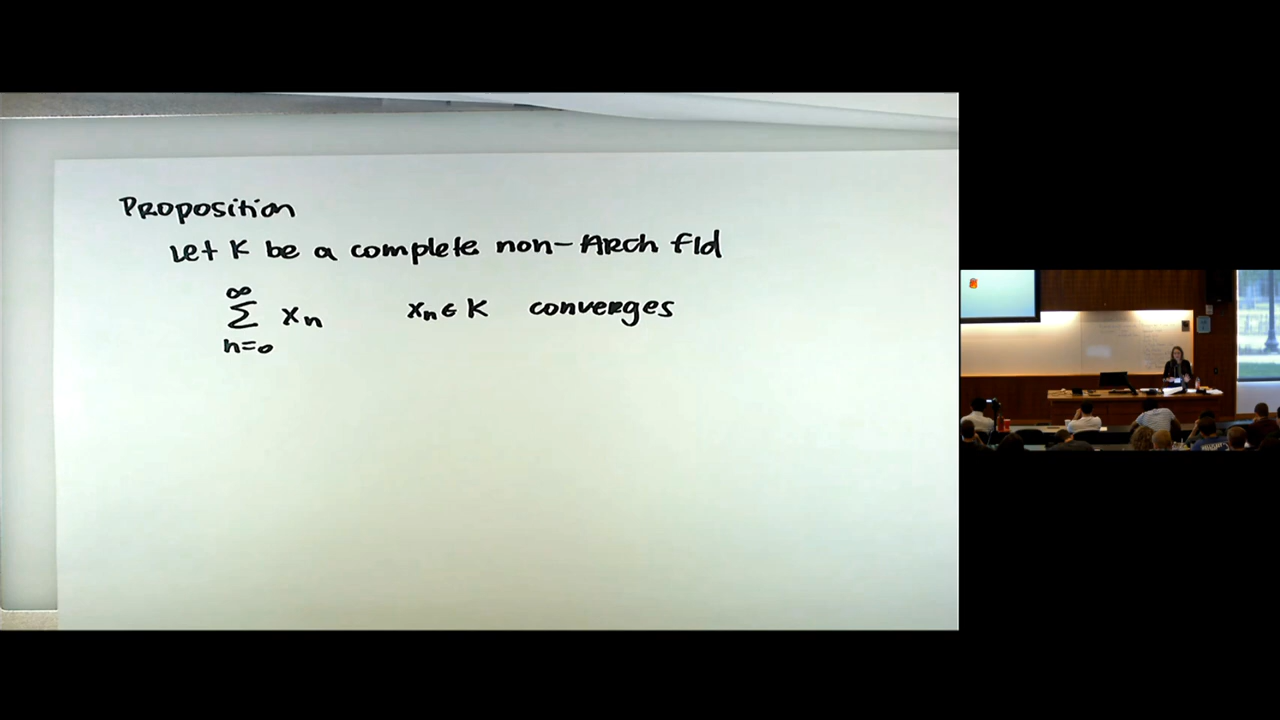 Proposition
Let K be a complete non-Arch fld
∞
∑ xₙ xₙ ∈ K converges
n=0